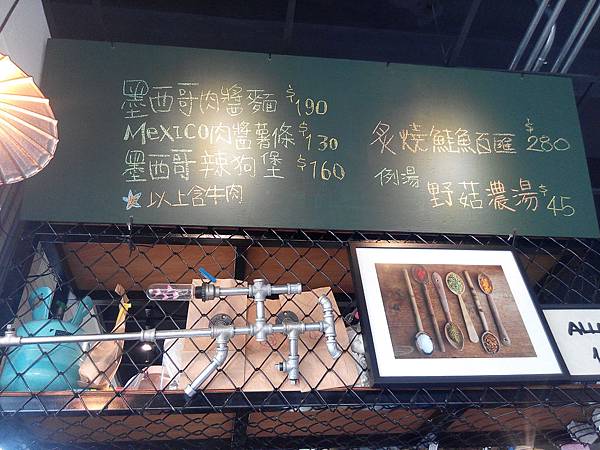 墨西哥肉醬麵 $190
MeXICO肉醬薯條 $130
墨西哥辣狗堡 $160
以上含牛肉
炙燒鮭魚百匯 $280
例湯
野菇濃湯 $45